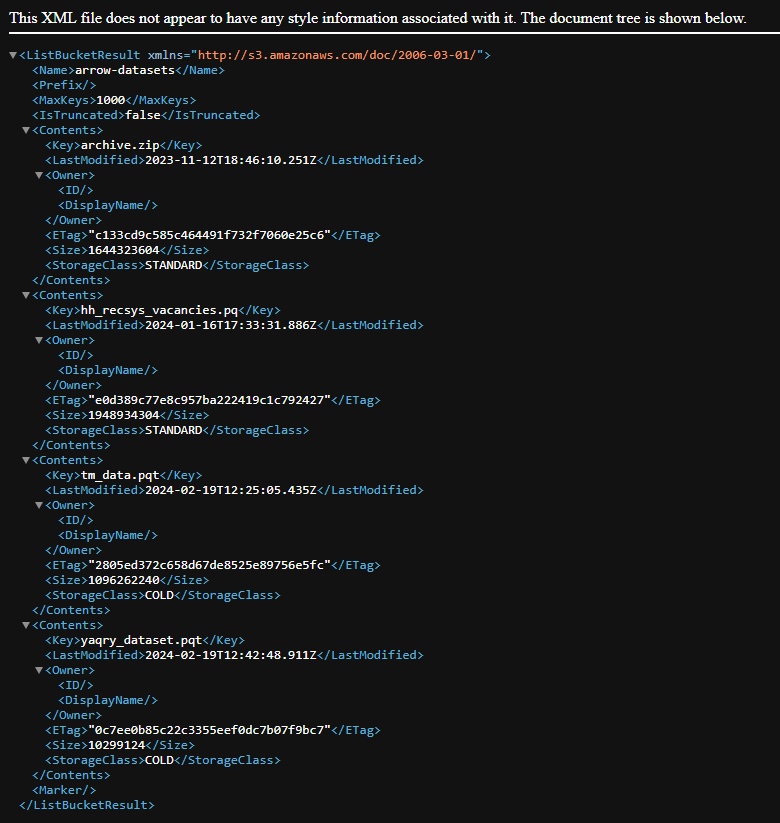 This XML file does not appear to have any style information associated with it. The document tree is shown below.
▼<ListBucketResult xmlns="http://s3.amazonaws.com/doc/2006-03-01/">
<Name>arrow-datasets</Name>
<Prefix/>
<MaxKeys>1000</MaxKeys>
<IsTruncated>false</IsTruncated>
▼<Contents>
<Key>archive.zip</Key>
<LastModified>2023-11-12T18:46:10.251Z</LastModified>
▼<Owner>
<ID/>
<DisplayName/>
</Owner>
<ETag>"c133cd9c585c464491f732f7060e25c6"</ETag>
<Size>1644323604</Size>
<StorageClass>STANDARD</StorageClass>
</Contents>
▼<Contents>
<Key>hh_recsys_vacancies.pq</Key>
<LastModified>2024-01-16T17:33:31.886Z</LastModified>
▼<Owner>
<ID/>
<DisplayName/>
</Owner>
<ETag>"e0d389c77e8c957ba222419c1c792427"</ETag>
<Size>1948934304</Size>
<StorageClass>STANDARD</StorageClass>
</Contents>
▼<Contents>
<Key>tm_data.pqt</Key>
<LastModified>2024-02-19T12:25:05.435Z</LastModified>
▼<Owner>
<ID/>
<DisplayName/>
</Owner>
<ETag>"2805ed372c658d67de8525e89756e5fc"</ETag>
<Size>1096262240</Size>
<StorageClass>COLD</StorageClass>
</Contents>
▼<Contents>
<Key>yaqry_dataset.pqt</Key>
<LastModified>2024-02-19T12:42:48.911Z</LastModified>
▼<Owner>
<ID/>
<DisplayName/>
</Owner>
<ETag>"0c7ee0b85c22c3355eef0dc7b07f9bc7"</ETag>
<Size>10299124</Size>
<StorageClass>COLD</StorageClass>
</Contents>
<Marker/>
</ListBucketResult>